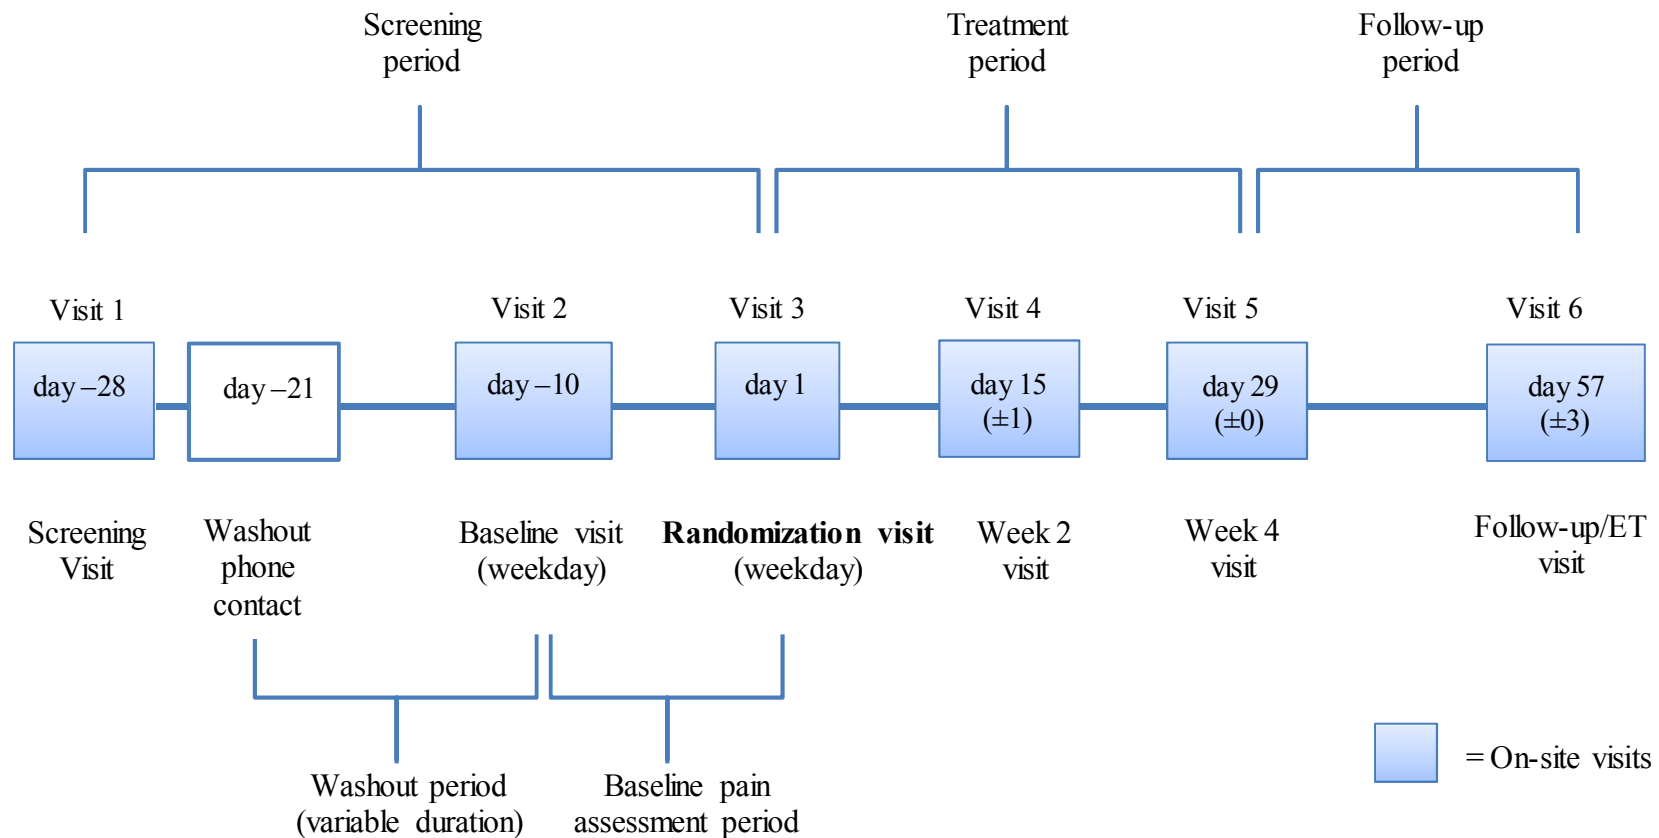 Screening
period
Treatment
period
Follow-up
period
Visit 1
Visit 2
Visit 3
Visit 4
Visit 5
Visit 6
day –28
day –21
day –10
day 1
day 15
(±1)
day 29
(±0)
day 57
(±3)
Screening
Visit
Washout
phone
contact
Baseline visit
(weekday)
Randomization visit
(weekday)
Week 2
visit
Week 4
visit
Follow-up/ET
visit
Washout period
(variable duration)
Baseline pain
assessment period
= On-site visits